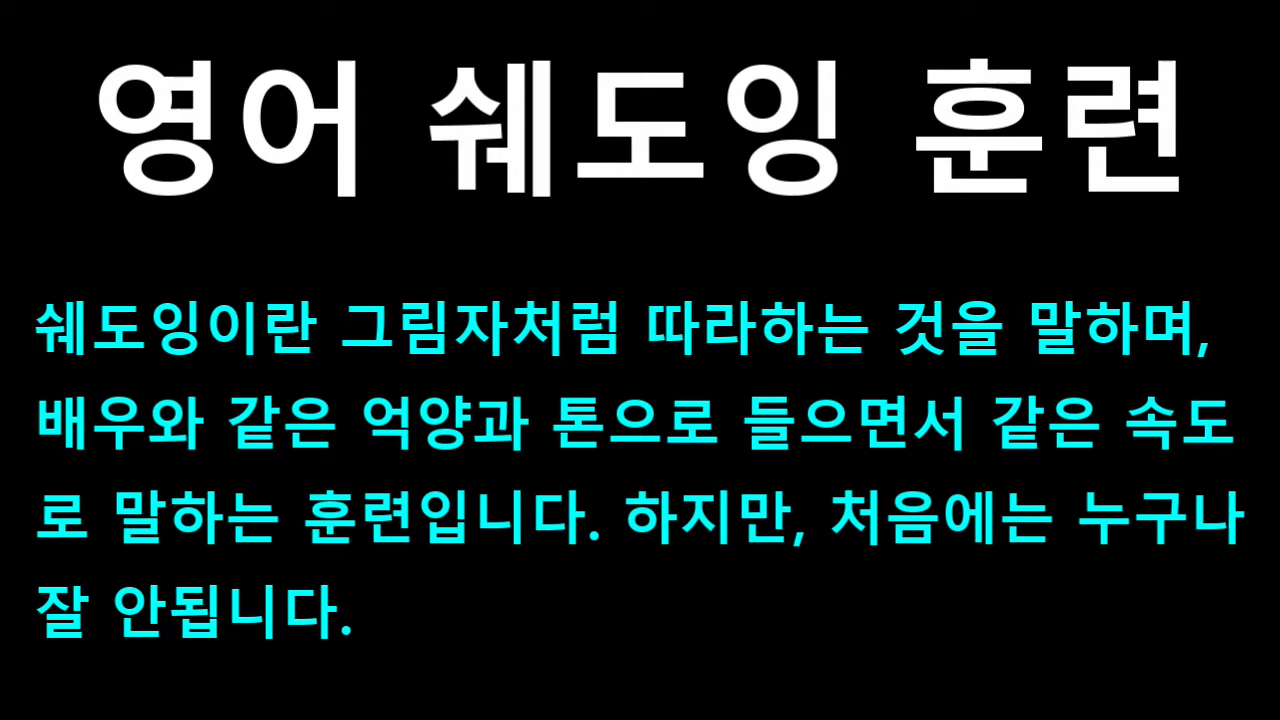 영어 쉐도잉 훈련
쉐도잉이란 그림자처럼 따라하는 것을 말하며,
배우와 같은 억양과 톤으로 들으면서 같은 속도
로 말하는 훈련입니다. 하지만, 처음에는 누구나
잘 안됩니다.